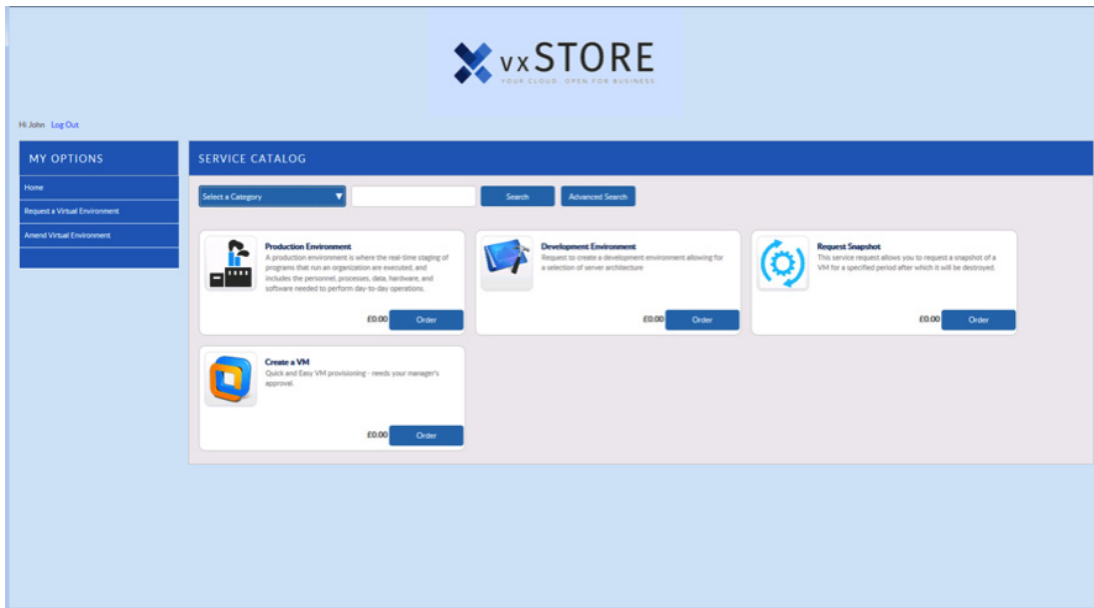 vxSTORE
YOUR CLOUD. OPEN FOR BUSINESS
Hi John Log Out
MY OPTIONS
Home
Request a Virtual Environment
Amend Virtual Environment
SERVICE CATALOG
Select a Category
Search
Advanced Search
Production Environment
A production environment is where the real-time staging of
programs that run an organization are executed, and
includes the personnel, processes, data, hardware, and
software needed to perform day-to-day operations.
£0.00 Order
Development Environment
Request to create a development environment allowing for
a selection of server architecture
£0.00 Order
Request Snapshot
This service request allows you to request a snapshot of a
VM for a specified period after which it will be destroyed.
£0.00 Order
Create a VM
Quick and Easy VM provisioning - needs your manager's
approval.
£0.00 Order